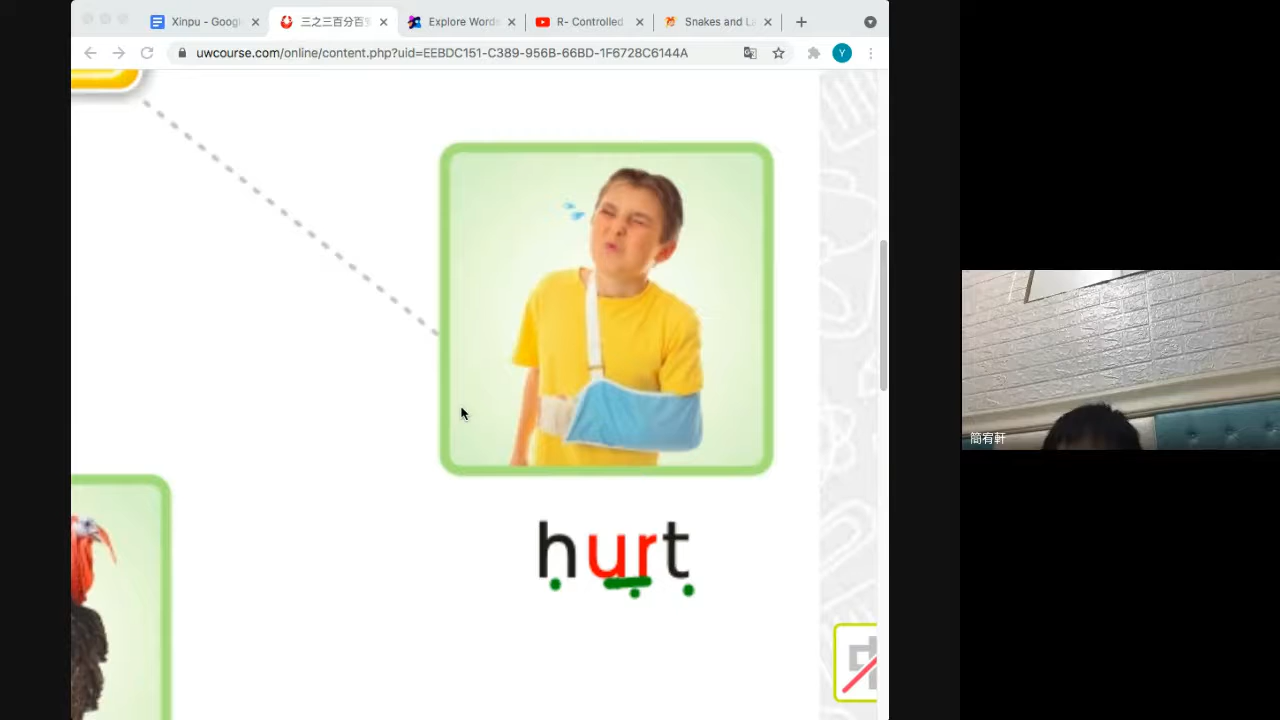 Xinpu - Googl
三之三百分百
Explore Word
R- Controlled
Snakes and L
uwcourse.com/online/content.php?uid=EEBDC151-C389-956B-66BD-1F6728C6144A
Y
hurt
簡宥軒